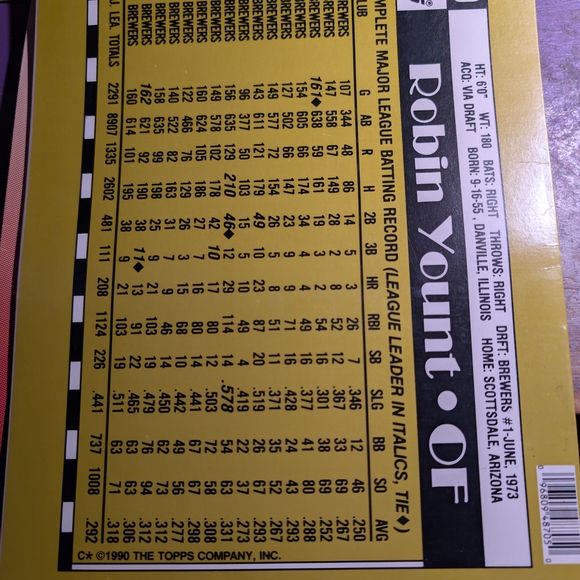 HT: 6'0" WT: 180 BATS: RIGHT THROWS: RIGHT DRFT: BREWERS #1-JUNE, 1973
ACQ: VIA DRAFT BORN: 9-16-55, DANVILLE, ILLINOIS HOME: SCOTTSDALE, ARIZONA
Robin Yount • OF
MPLETE MAJOR LEAGUE BATTING RECORD (LEAGUE LEADER IN ITALICS, TIE♦)
CLUB G AB R H 2B 3B HR RBI SB SLG BB SO AVG
BREWERS 107 344 48 86 14 5 3 26 7 .346 12 46 .250
BREWERS 147 558 67 149 28 2 8 52 12 .367 33 69 .267
BREWERS 161♦ 638 59 161 19 3 2 54 16 .301 38 69 .252
BREWERS 154 605 66 174 34 4 4 49 16 .377 41 80 .288
BREWERS 127 502 66 147 23 9 9 71 16 .428 24 43 .293
BREWERS 149 577 72 154 26 5 8 51 11 .371 35 52 .267
BREWERS 143 611 121 179 49 10 23 87 20 .519 26 67 .293
BREWERS 96 377 50 103 15 5 10 49 4 .419 22 37 .273
BREWERS 156 635 129 210 46♦ 12 29 114 14 .578 54 63 .331
BREWERS 149 578 102 178 42 10 17 80 12 .503 72 58 .308
BREWERS 160 624 105 186 27 7 16 80 14 .441 67 67 .298
BREWERS 122 466 76 129 26 3 15 68 10 .442 49 56 .277
BREWERS 140 522 82 163 31 7 9 46 14 .450 62 73 .312
BREWERS 158 635 99 198 25 9 21 103 19 .479 76 94 .312
BREWERS 162 621 92 190 38 11♦ 13 91 22 .465 63 63 .306
BREWERS 160 614 101 195 38 9 21 103 19 .511 63 71 .318
J. LEA. TOTALS 2291 8907 1335 2602 481 111 208 1124 226 .441 737 1008 .292
C* ©1990 THE TOPPS COMPANY, INC.
0 96809 48705 0